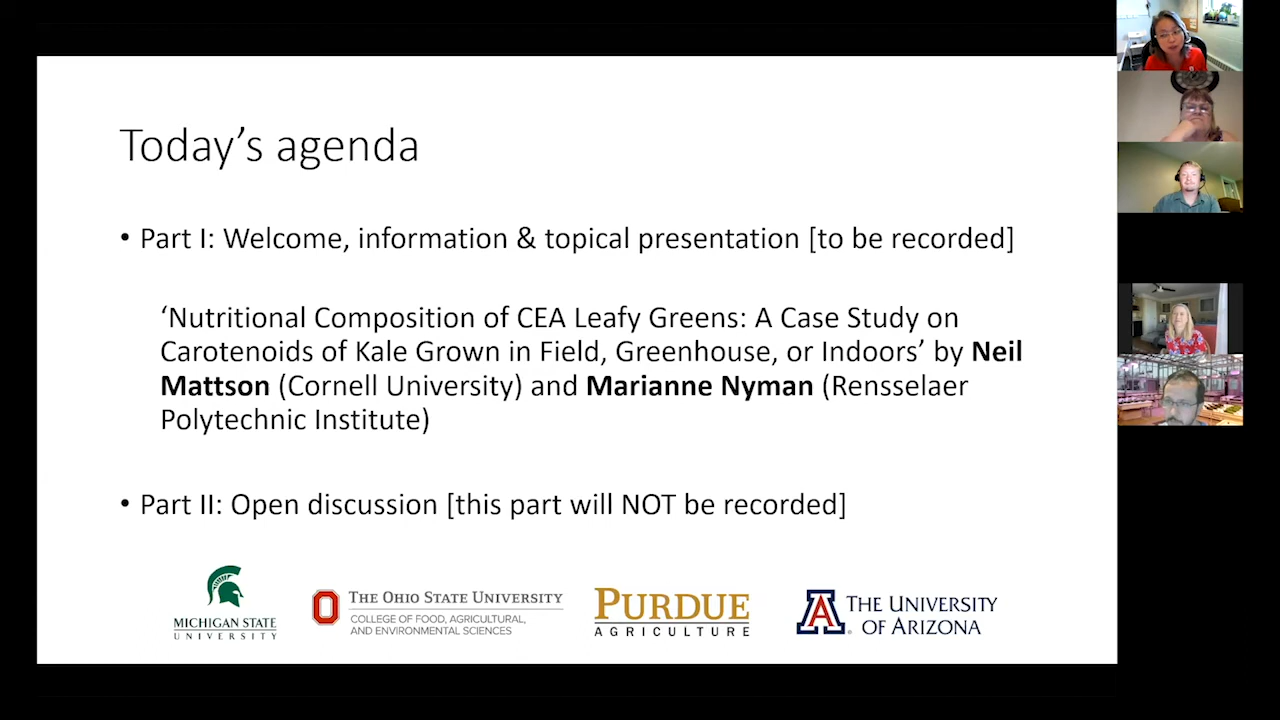 Today's agenda
• Part I: Welcome, information & topical presentation [to be recorded]
‘Nutritional Composition of CEA Leafy Greens: A Case Study on
Carotenoids of Kale Grown in Field, Greenhouse, or Indoors’ by Neil
Mattson (Cornell University) and Marianne Nyman (Rensselaer
Polytechnic Institute)
• Part II: Open discussion [this part will NOT be recorded]
MICHIGAN STATE
UNIVERSITY
THE OHIO STATE UNIVERSITY
COLLEGE OF FOOD, AGRICULTURAL,
AND ENVIRONMENTAL SCIENCES
PURDUE
AGRICULTURE
A
THE UNIVERSITY
OF ARIZONA